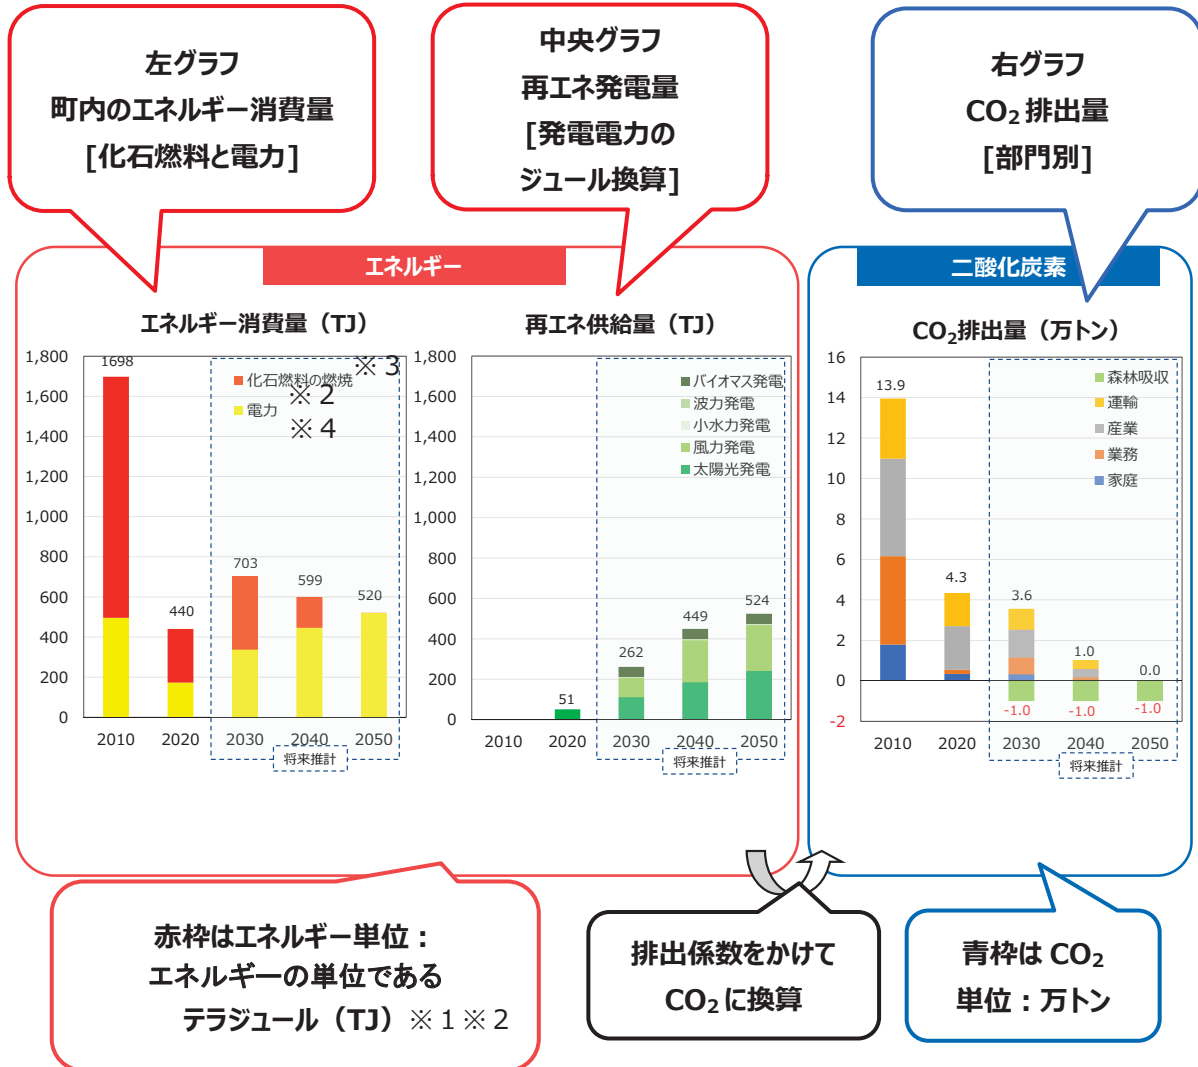 左グラフ
町内のエネルギー消費量
[化石燃料と電力]
中央グラフ
再エネ発電量
[発電電力の
ジュール換算]
右グラフ
CO₂排出量
[部門別]
エネルギー
エネルギー消費量（TJ）
1,800
1,600
1,400
1,200
1,000
800
600
400
200
0
1698
440
703
599
520
※３
化石燃料の燃焼
※２
電力
※４
2010
2020
2030
2040
2050
将来推計
再エネ供給量（TJ）
1,800
1,600
1,400
1,200
1,000
800
600
400
200
0
バイオマス発電
波力発電
小水力発電
風力発電
太陽光発電
51
262
449
524
2010
2020
2030
2040
2050
将来推計
二酸化炭素
CO₂排出量（万トン）
16
14
12
10
8
6
4
2
0
-2
13.9
4.3
3.6
1.0
0.0
-1.0
-1.0
-1.0
森林吸収
運輸
産業
業務
家庭
2010
2020
2030
2040
2050
将来推計
赤枠はエネルギー単位：
エネルギーの単位である
テラジュール（TJ）※１※２
排出係数をかけて
CO₂に換算
青枠は CO₂
単位：万トン